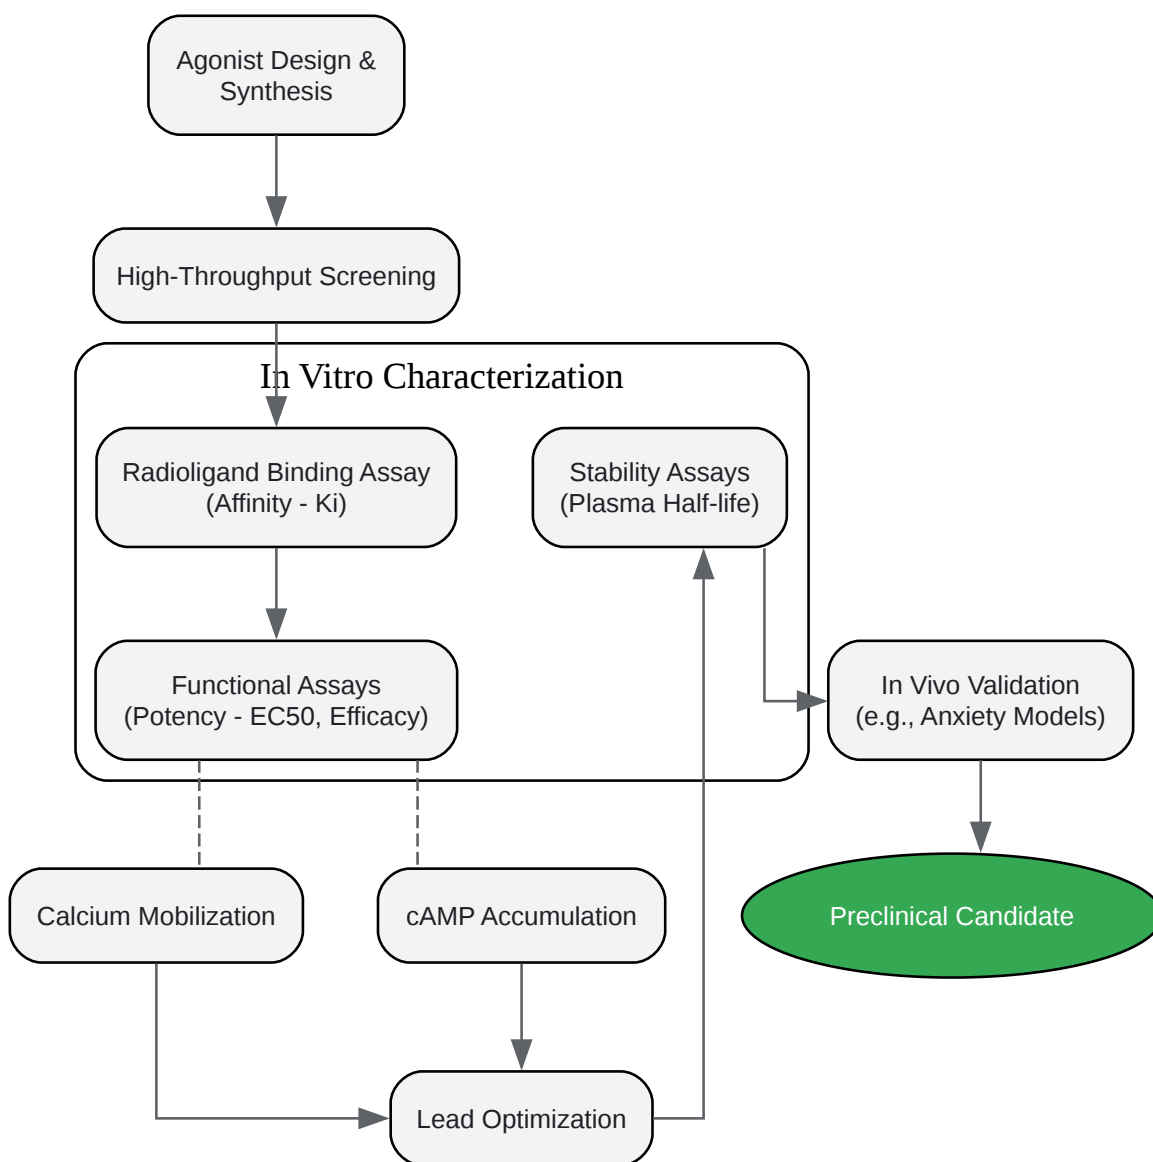 Agonist Design &
Synthesis
High-Throughput Screening
In Vitro Characterization
Radioligand Binding Assay
(Affinity - Ki)
Stability Assays
(Plasma Half-life)
Functional Assays
(Potency - EC50, Efficacy)
In Vivo Validation
(e.g., Anxiety Models)
Calcium Mobilization
cAMP Accumulation
Preclinical Candidate
Lead Optimization